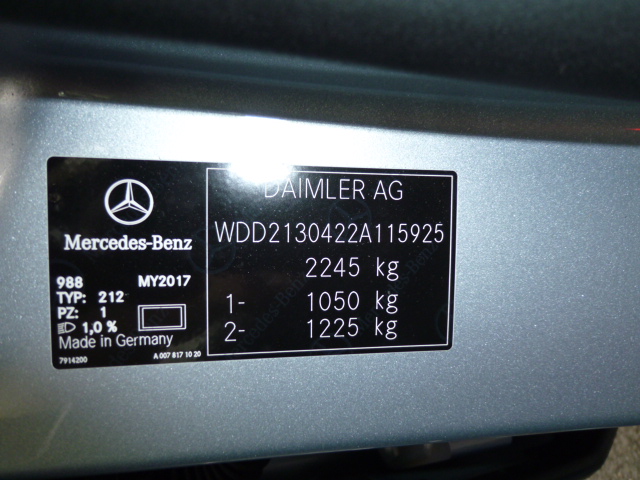 Mercedes-Benz
988 MY2017
TYP: 212
PZ: 1
1,0 %
Made in Germany
7914200 A 007 817 10 20
DAIMLER AG
WDD2130422A115925
2245 kg
1- 1050 kg
2- 1225 kg